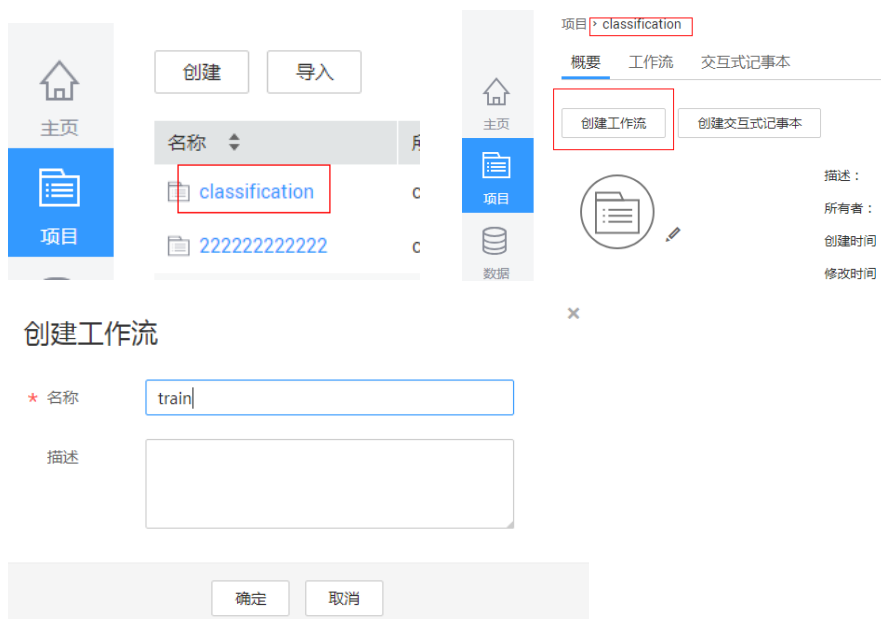 创建
导入
主页
名称
classification
项目
222222222222
项目 › classification
概要 工作流 交互式记事本
创建工作流
创建交互式记事本
主页
项目
数据
描述：
所有者：
创建时间
修改时间
创建工作流
×
* 名称
train
描述
确定
取消